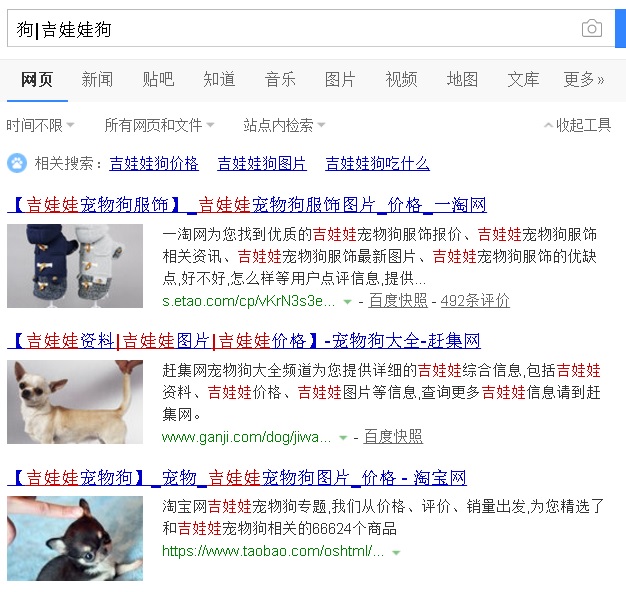 狗|吉娃娃狗
网页 新闻 贴吧 知道 音乐 图片 视频 地图 文库 更多»
时间不限 所有网页和文件 站点内检索 收起工具
相关搜索: 吉娃娃狗价格 吉娃娃狗图片 吉娃娃狗吃什么
【吉娃娃宠物狗服饰】_吉娃娃宠物狗服饰图片_价格_一淘网
一淘网为您找到优质的吉娃娃宠物狗服饰报价、吉娃娃宠物狗服饰
相关资讯、吉娃娃宠物狗服饰最新图片、吉娃娃宠物狗服饰的优缺
点,好不好,怎么样等用户点评信息,提供...
s.etao.com/cp/vKrN3s3e... - 百度快照 - 492条评价
【吉娃娃资料|吉娃娃图片|吉娃娃价格】-宠物狗大全-赶集网
赶集网宠物狗大全频道为您提供详细的吉娃娃综合信息,包括吉娃娃
资料、吉娃娃价格、吉娃娃图片等信息,查询更多吉娃娃信息请到赶
集网。
www.ganji.com/dog/jiwa... - 百度快照
【吉娃娃宠物狗】_宠物_吉娃娃宠物狗图片_价格 - 淘宝网
淘宝网吉娃娃宠物狗专题,我们从价格、评价、销量出发,为您精选了
和吉娃娃宠物狗相关的66624个商品
https://www.taobao.com/oshtml/...